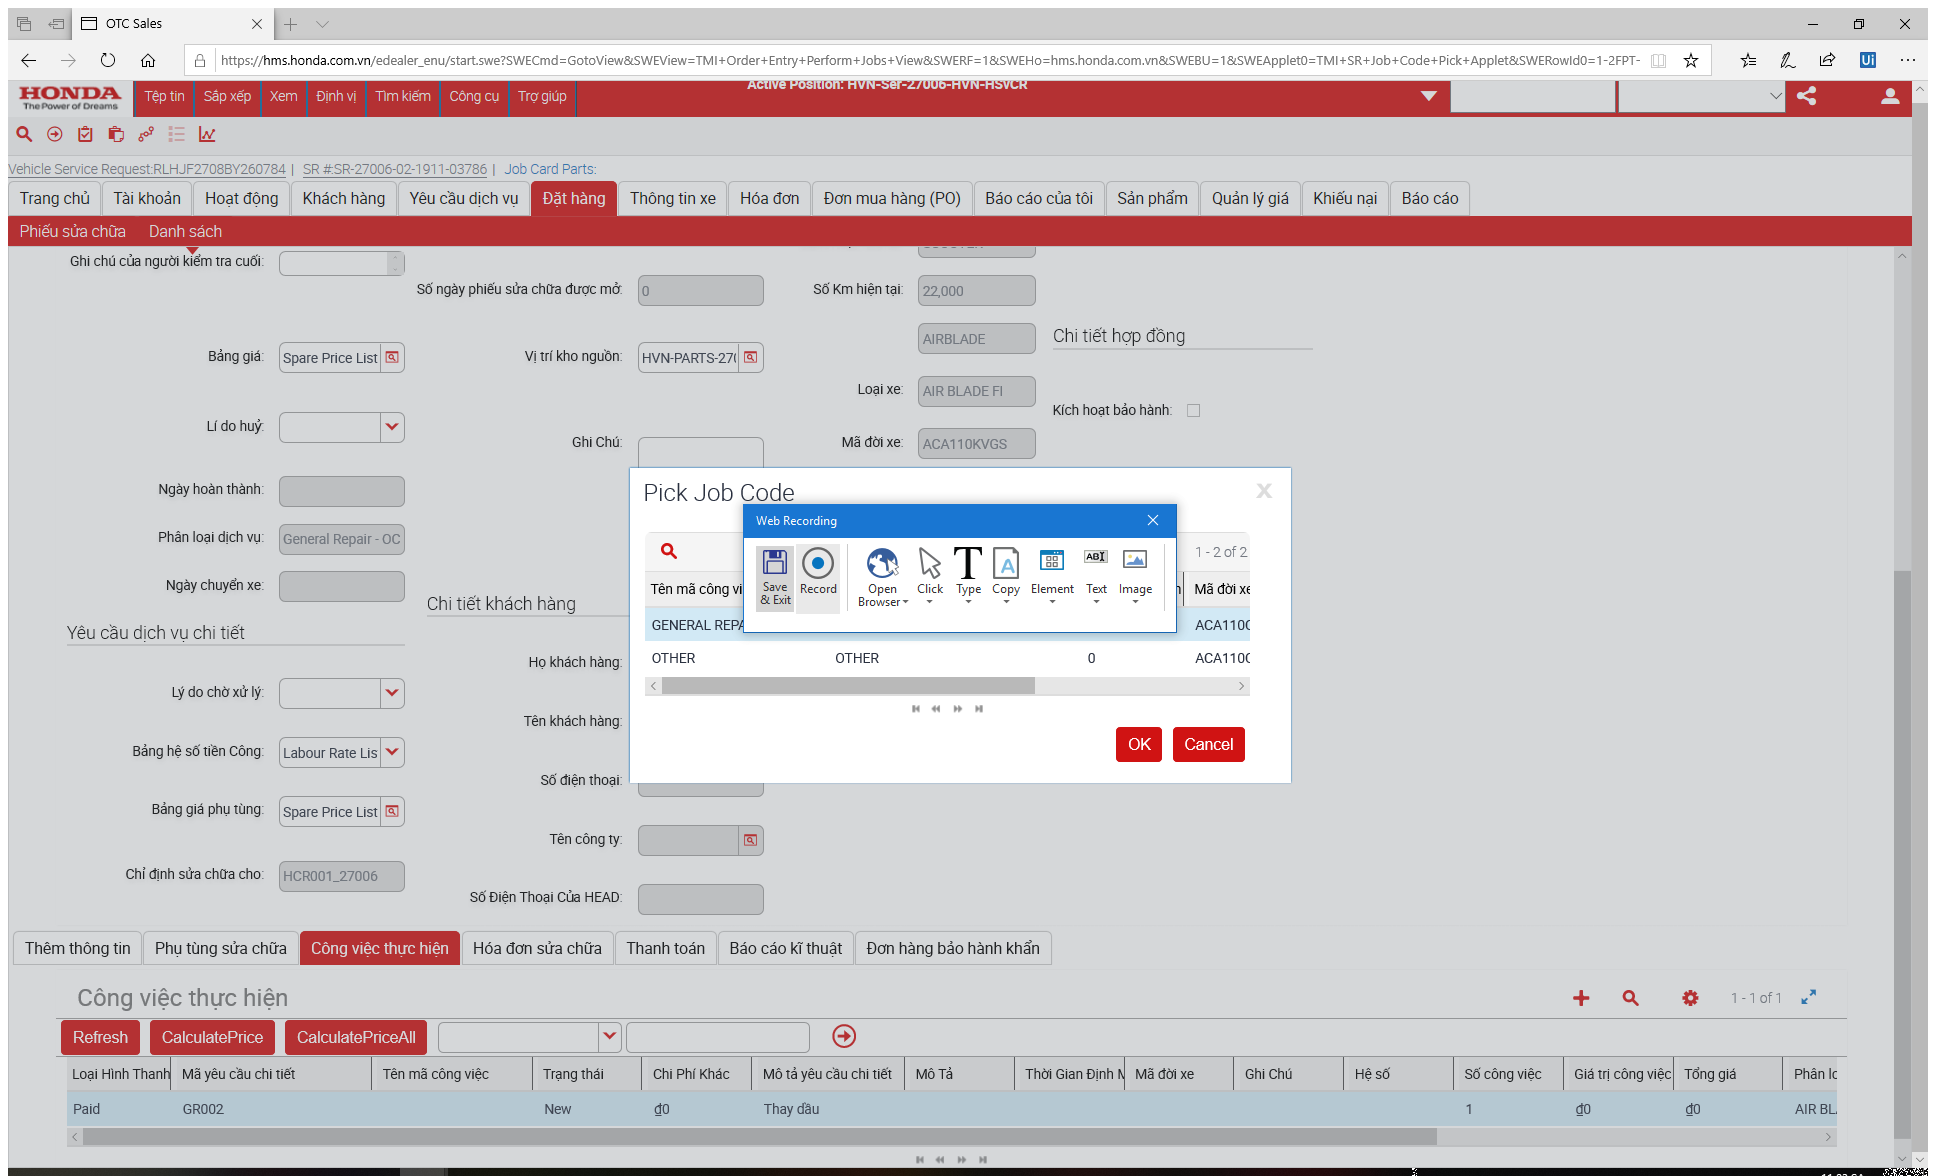 OTC Sales
https://hms.honda.com.vn/edealer_enu/start.swe?SWECmd=GotoView&SWEView=TMI+Order+Entry+Perform+Jobs+View&SWERF=1&SWEHo=hms.honda.com.vn&SWEBU=1&SWEApplet0=TMI+SR+Job+Code+Pick+Applet&SWERowId0=1-2FPT-
HONDA
The Power of Dreams
Tệp tin Sắp xếp Xem Định vị Tìm kiếm Công cụ Trợ giúp
Active Position: HVN-Ser-27006-HVN-HSVCR
Vehicle Service Request:RLHJF2708BY260784 | SR #:SR-27006-02-1911-03786 | Job Card Parts:
Trang chủ Tài khoản Hoạt động Khách hàng Yêu cầu dịch vụ Đặt hàng Thông tin xe Hóa đơn Đơn mua hàng (PO) Báo cáo của tôi Sản phẩm Quản lý giá Khiếu nại Báo cáo
Phiếu sửa chữa Danh sách
Ghi chú của người kiểm tra cuối:
Số ngày phiếu sửa chữa được mở: 0
Số Km hiện tại: 22,000
AIRBLADE
Chi tiết hợp đồng
Bảng giá: Spare Price List
Vị trí kho nguồn: HVN-PARTS-270
Loại xe: AIR BLADE FI
Kích hoạt bảo hành:
Lí do huỷ:
Ghi Chú:
Mã đời xe: ACA110KVGS
Ngày hoàn thành:
Phân loại dịch vụ: General Repair - OC
Ngày chuyển xe:
Chi tiết khách hàng
Yêu cầu dịch vụ chi tiết
Họ khách hàng:
Lý do chờ xử lý:
Tên khách hàng:
Bảng hệ số tiền Công: Labour Rate Lis
Số điện thoại:
Bảng giá phụ tùng: Spare Price List
Tên công ty:
Chỉ định sửa chữa cho: HCR001_27006
Số Điện Thoại Của HEAD:
Pick Job Code
X
1 - 2 of 2
Tên mã công vi
Mã đời xe
GENERAL REPA
ACA110C
OTHER OTHER 0 ACA110C
OK Cancel
Web Recording
Save & Exit
Record
Open Browser
Click
Type
Copy
Element
Text
Image
Thêm thông tin Phụ tùng sửa chữa Công việc thực hiện Hóa đơn sửa chữa Thanh toán Báo cáo kĩ thuật Đơn hàng bảo hành khẩn
Công việc thực hiện
1 - 1 of 1
Refresh CalculatePrice CalculatePriceAll
Loại Hình Thanh Mã yêu cầu chi tiết Tên mã công việc Trạng thái Chi Phí Khác Mô tả yêu cầu chi tiết Mô Tả Thời Gian Định M Mã đời xe Ghi Chú Hệ số Số công việc Giá trị công việc Tổng giá Phân lo
Paid GR002 New ₫0 Thay dầu 1 ₫0 ₫0 AIR BL